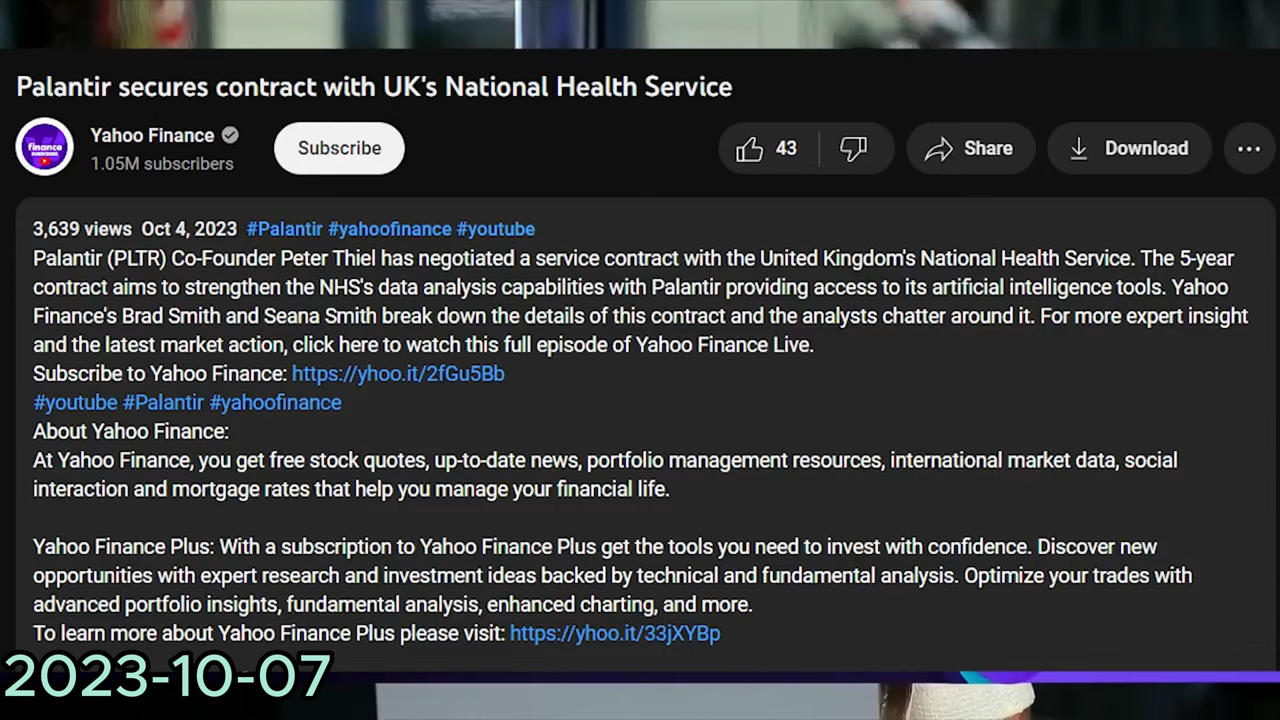 Palantir secures contract with UK's National Health Service
finance
Yahoo Finance
1.05M subscribers
Subscribe
43
Share
Download
3,639 views Oct 4, 2023 #Palantir #yahoofinance #youtube
Palantir (PLTR) Co-Founder Peter Thiel has negotiated a service contract with the United Kingdom's National Health Service. The 5-year
contract aims to strengthen the NHS's data analysis capabilities with Palantir providing access to its artificial intelligence tools. Yahoo
Finance's Brad Smith and Seana Smith break down the details of this contract and the analysts chatter around it. For more expert insight
and the latest market action, click here to watch this full episode of Yahoo Finance Live.
Subscribe to Yahoo Finance: https://yhoo.it/2fGu5Bb
#youtube #Palantir #yahoofinance
About Yahoo Finance:
At Yahoo Finance, you get free stock quotes, up-to-date news, portfolio management resources, international market data, social
interaction and mortgage rates that help you manage your financial life.
Yahoo Finance Plus: With a subscription to Yahoo Finance Plus get the tools you need to invest with confidence. Discover new
opportunities with expert research and investment ideas backed by technical and fundamental analysis. Optimize your trades with
advanced portfolio insights, fundamental analysis, enhanced charting, and more.
To learn more about Yahoo Finance Plus please visit: https://yhoo.it/33jXYBp
2023-10-07